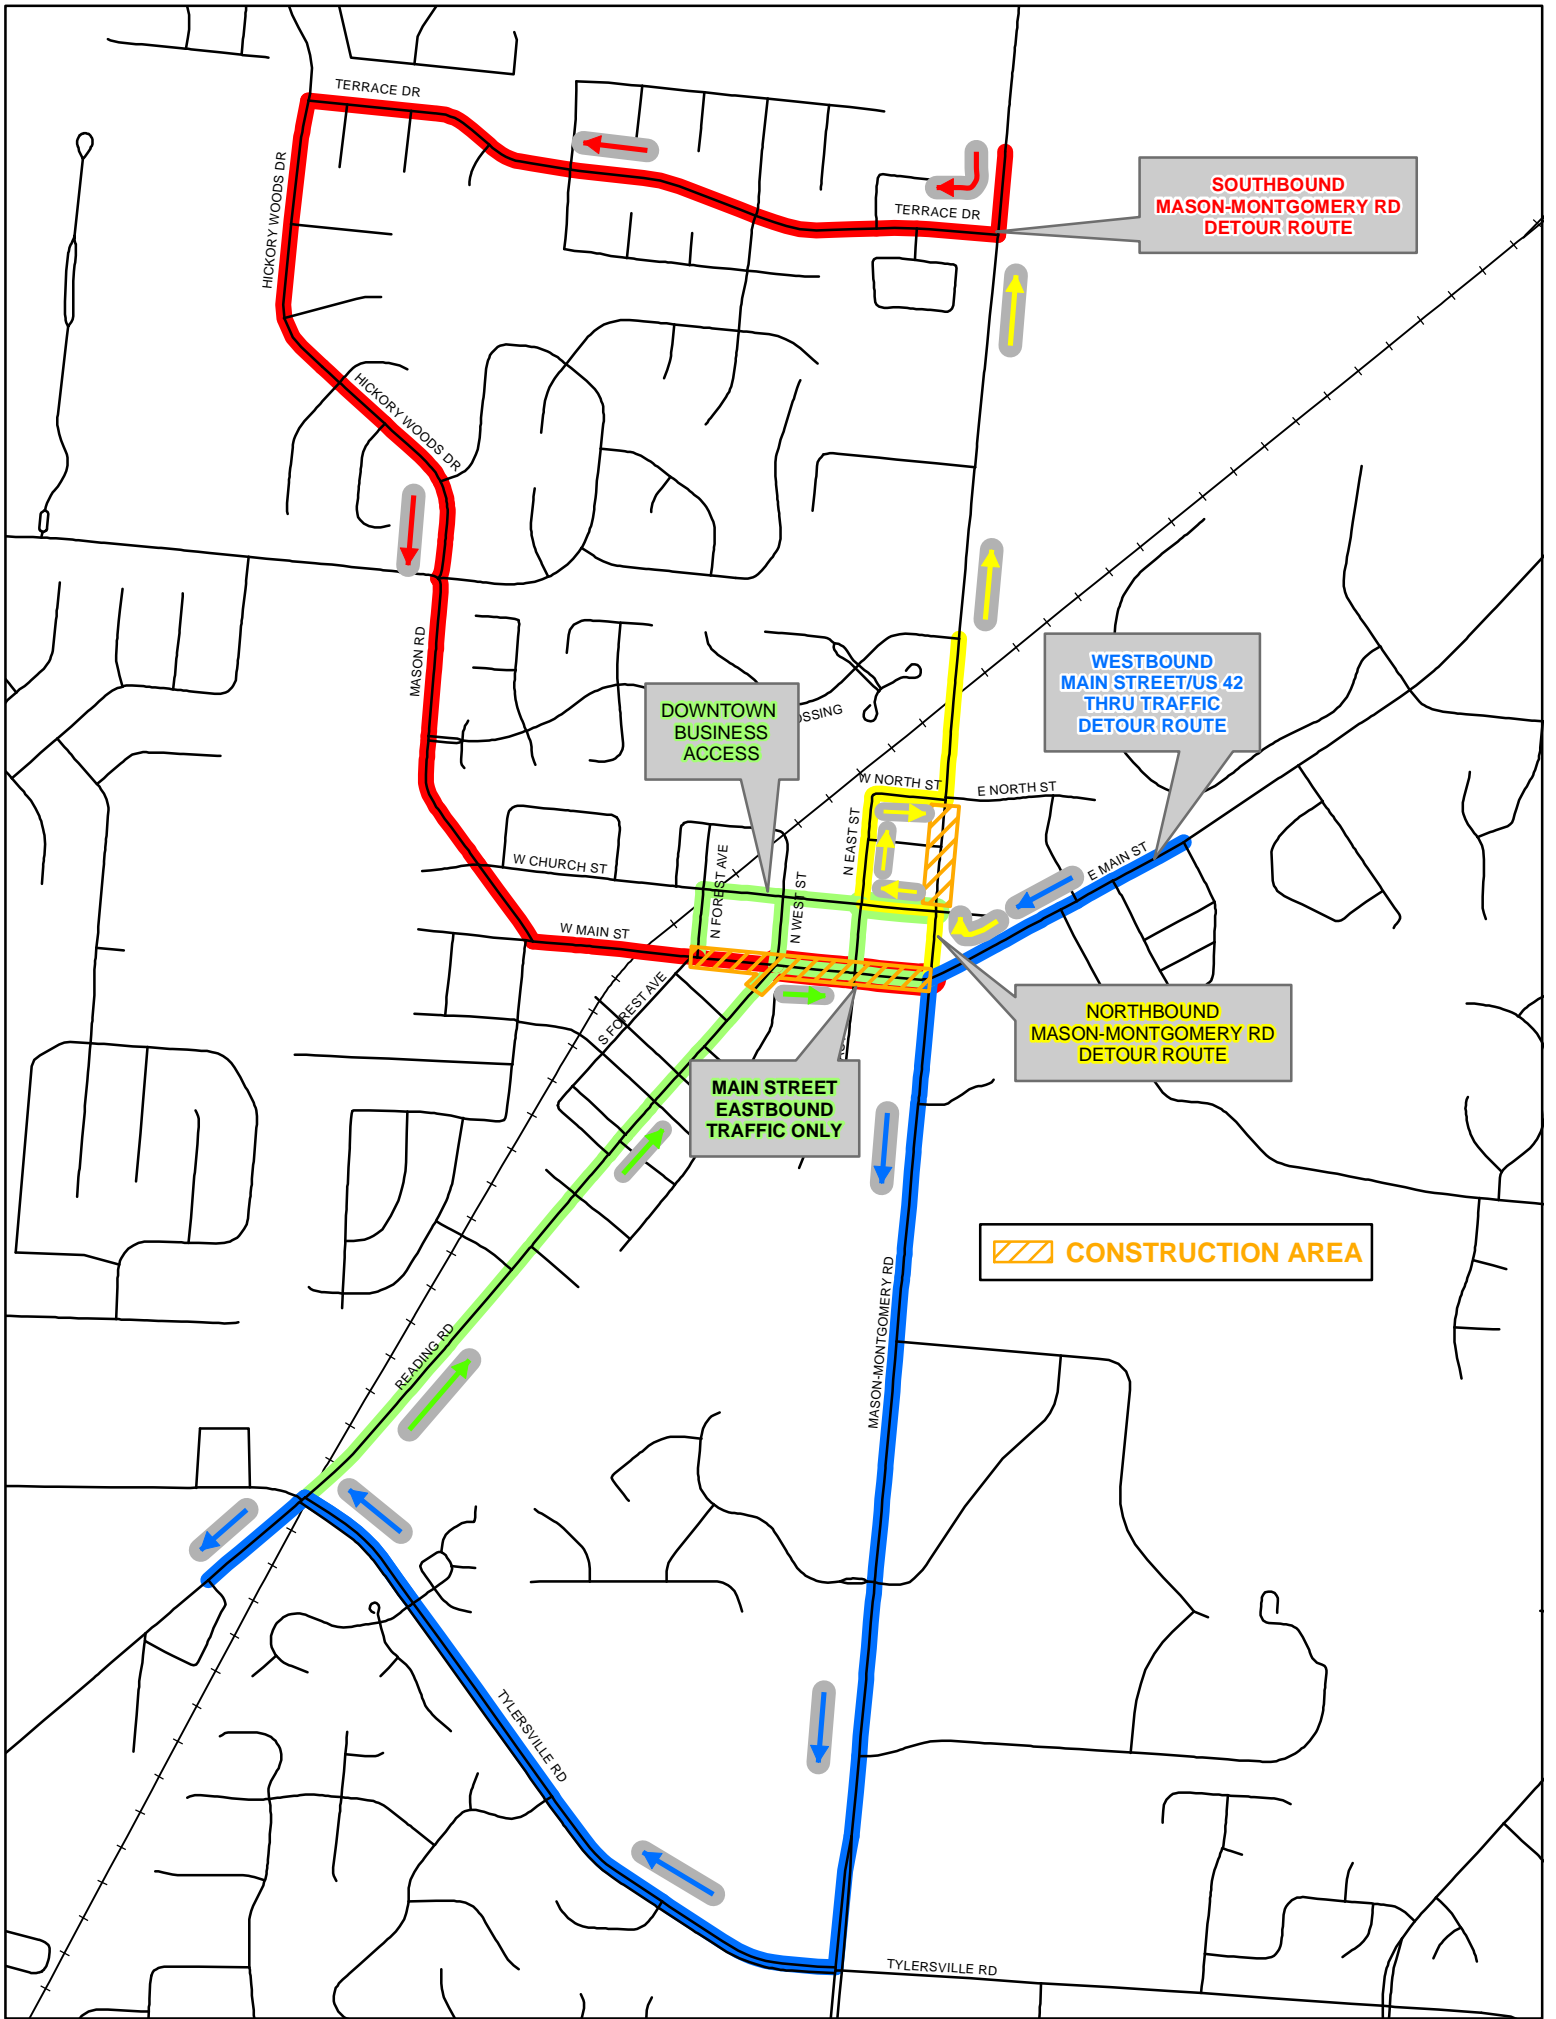 TERRACE DR
HICKORY WOODS DR
SOUTHBOUND
MASON-MONTGOMERY RD
DETOUR ROUTE
TERRACE DR
HICKORY WOODS DR
MASON RD
WESTBOUND
MAIN STREET/US 42
THRU TRAFFIC
DETOUR ROUTE
DOWNTOWN
BUSINESS
ACCESS
OSSING
W NORTH ST
E NORTH ST
N EAST ST
W CHURCH ST
N FOREST AVE
N WEST ST
E MAIN ST
W MAIN ST
S FOREST AVE
NORTHBOUND
MASON-MONTGOMERY RD
DETOUR ROUTE
MAIN STREET
EASTBOUND
TRAFFIC ONLY
CONSTRUCTION AREA
MASON-MONTGOMERY RD
READING RD
TYLERSVILLE RD
TYLERSVILLE RD